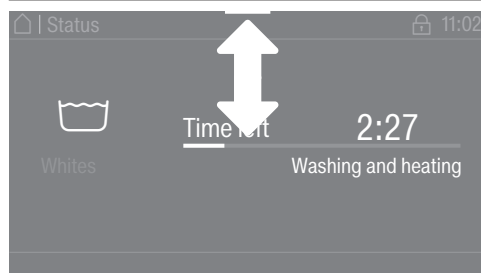 | Status 11:02
Time left 2:27
Whites
Washing and heating